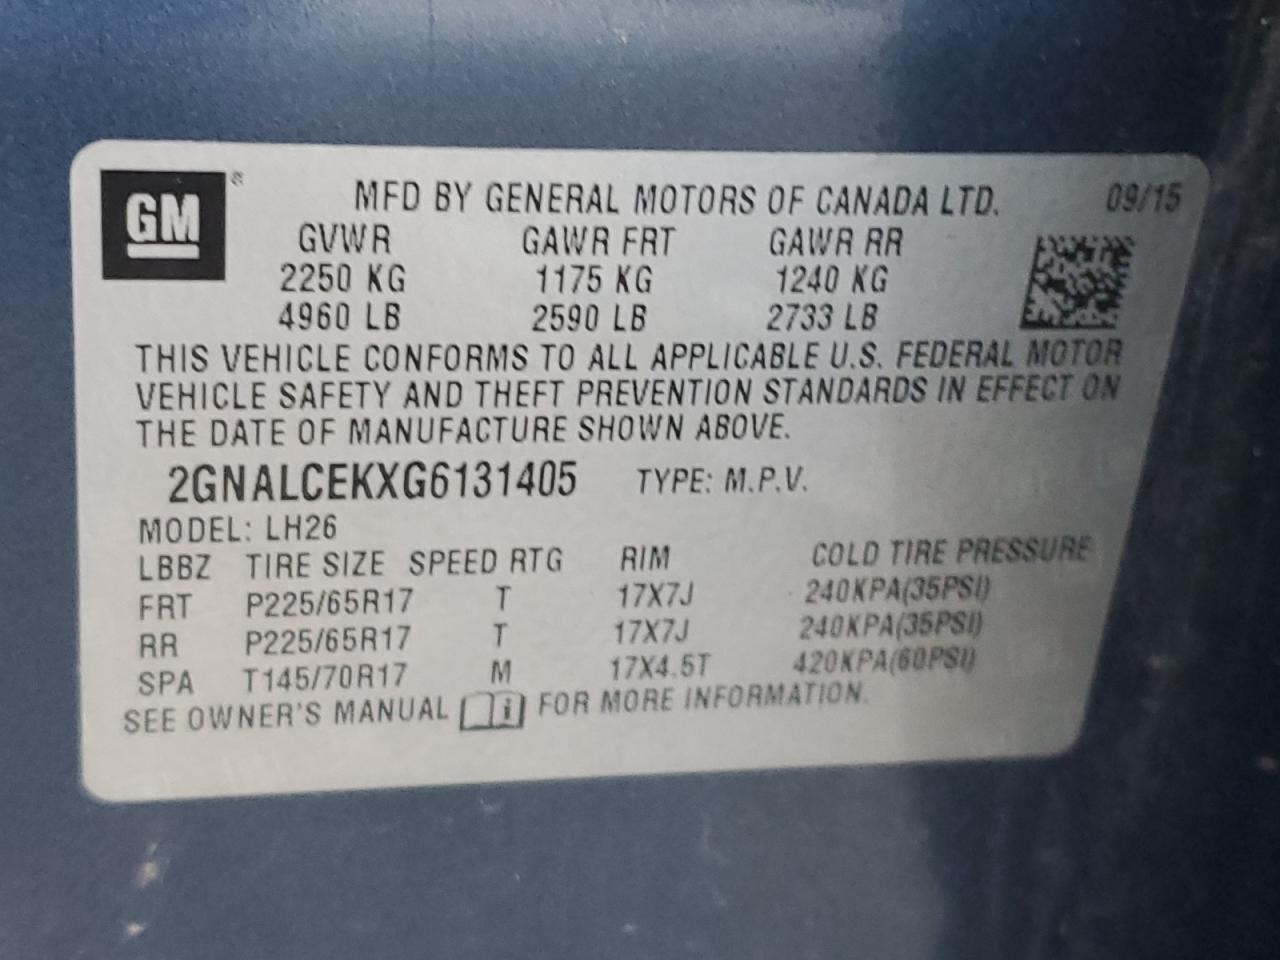 GM ®
MFD BY GENERAL MOTORS OF CANADA LTD. 09/15
GVWR GAWR FRT GAWR RR
2250 KG 1175 KG 1240 KG
4960 LB 2590 LB 2733 LB
THIS VEHICLE CONFORMS TO ALL APPLICABLE U.S. FEDERAL MOTOR
VEHICLE SAFETY AND THEFT PREVENTION STANDARDS IN EFFECT ON
THE DATE OF MANUFACTURE SHOWN ABOVE.
2GNALCEKXG6131405 TYPE: M.P.V.
MODEL: LH26
LBBZ TIRE SIZE SPEED RTG RIM COLD TIRE PRESSURE
FRT P225/65R17 T 17X7J 240KPA(35PSI)
RR P225/65R17 T 17X7J 240KPA(35PSI)
SPA T145/70R17 M 17X4.5T 420KPA(60PSI)
SEE OWNER'S MANUAL i FOR MORE INFORMATION.